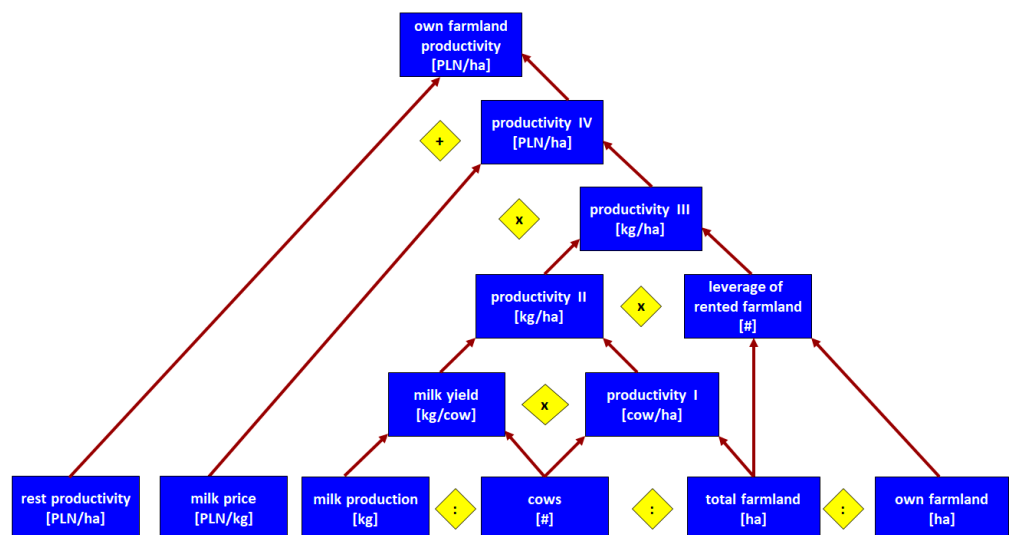 own farmland
productivity
[PLN/ha]
productivity IV
[PLN/ha]
+
productivity III
[kg/ha]
x
productivity II
[kg/ha]
x
leverage of
rented farmland
[#]
milk yield
[kg/cow]
x
productivity I
[cow/ha]
rest productivity
[PLN/ha]
milk price
[PLN/kg]
milk production
[kg]
:
cows
[#]
:
total farmland
[ha]
:
own farmland
[ha]